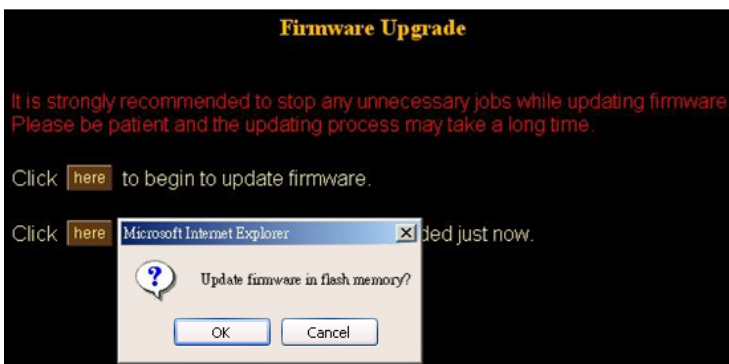 Firmware Upgrade
It is strongly recommended to stop any unnecessary jobs while updating firmware
Please be patient and the updating process may take a long time.
Click here to begin to update firmware.
Click here ded just now.
Microsoft Internet Explorer
Update firmware in flash memory?
OK Cancel